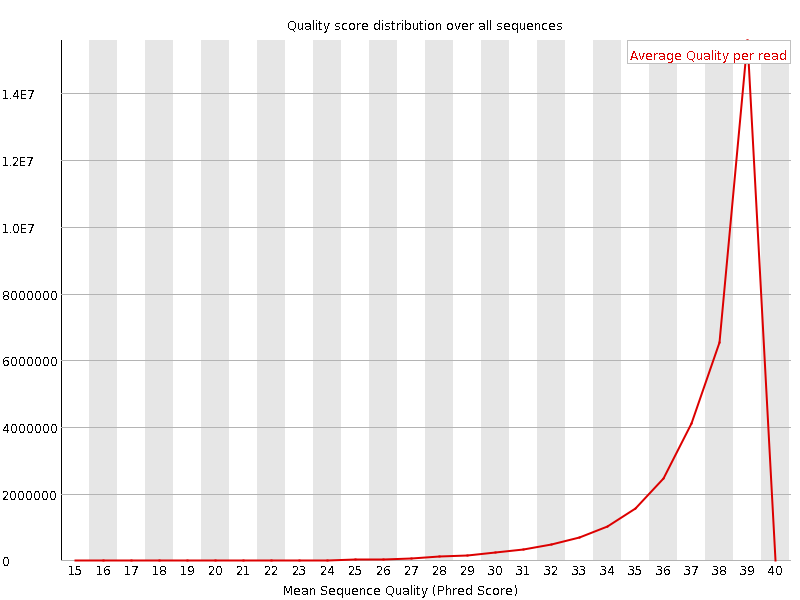 Quality score distribution over all sequences
Average Quality per read
1.4E7
1.2E7
1.0E7
8000000
6000000
4000000
2000000
0
15 16 17 18 19 20 21 22 23 24 25 26 27 28 29 30 31 32 33 34 35 36 37 38 39 40
Mean Sequence Quality (Phred Score)